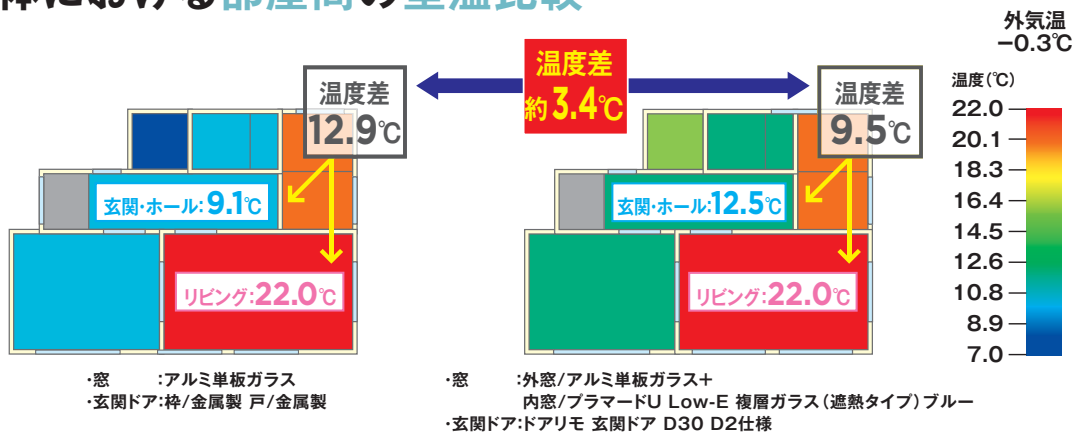 体における部屋間の室温比較
外気温
−0.3℃
温度差
約3.4℃
温度差
12.9℃
温度差
9.5℃
温度(℃)
22.0
20.1
18.3
16.4
14.5
12.6
10.8
8.9
7.0
玄関・ホール:9.1℃
リビング:22.0℃
玄関・ホール:12.5℃
リビング:22.0℃
・窓 :アルミ単板ガラス
・玄関ドア:枠/金属製 戸/金属製
・窓 :外窓/アルミ単板ガラス+
内窓/プラマードU Low-E 複層ガラス(遮熱タイプ)ブルー
・玄関ドア:ドアリモ 玄関ドア D30 D2仕様